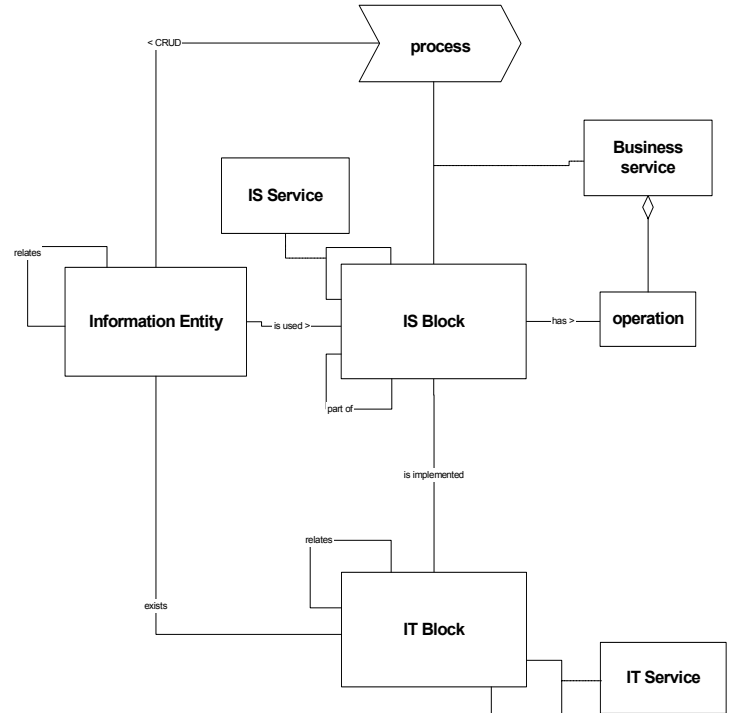 < CRUD
process
Business
service
IS Service
relates
Information Entity
is used >
IS Block
has >
operation
part of
is implemented
relates
exists
IT Block
IT Service